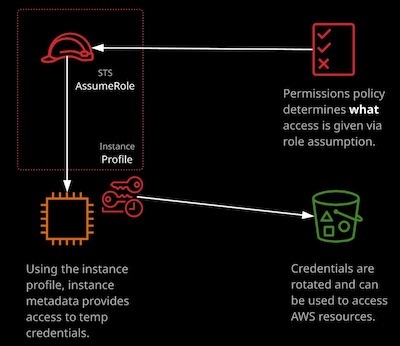 STS
AssumeRole
Instance
Profile
Permissions policy
determines what
access is given via
role assumption.
Using the instance
profile, instance
metadata provides
access to temp
credentials.
Credentials are
rotated and can
be used to access
AWS resources.